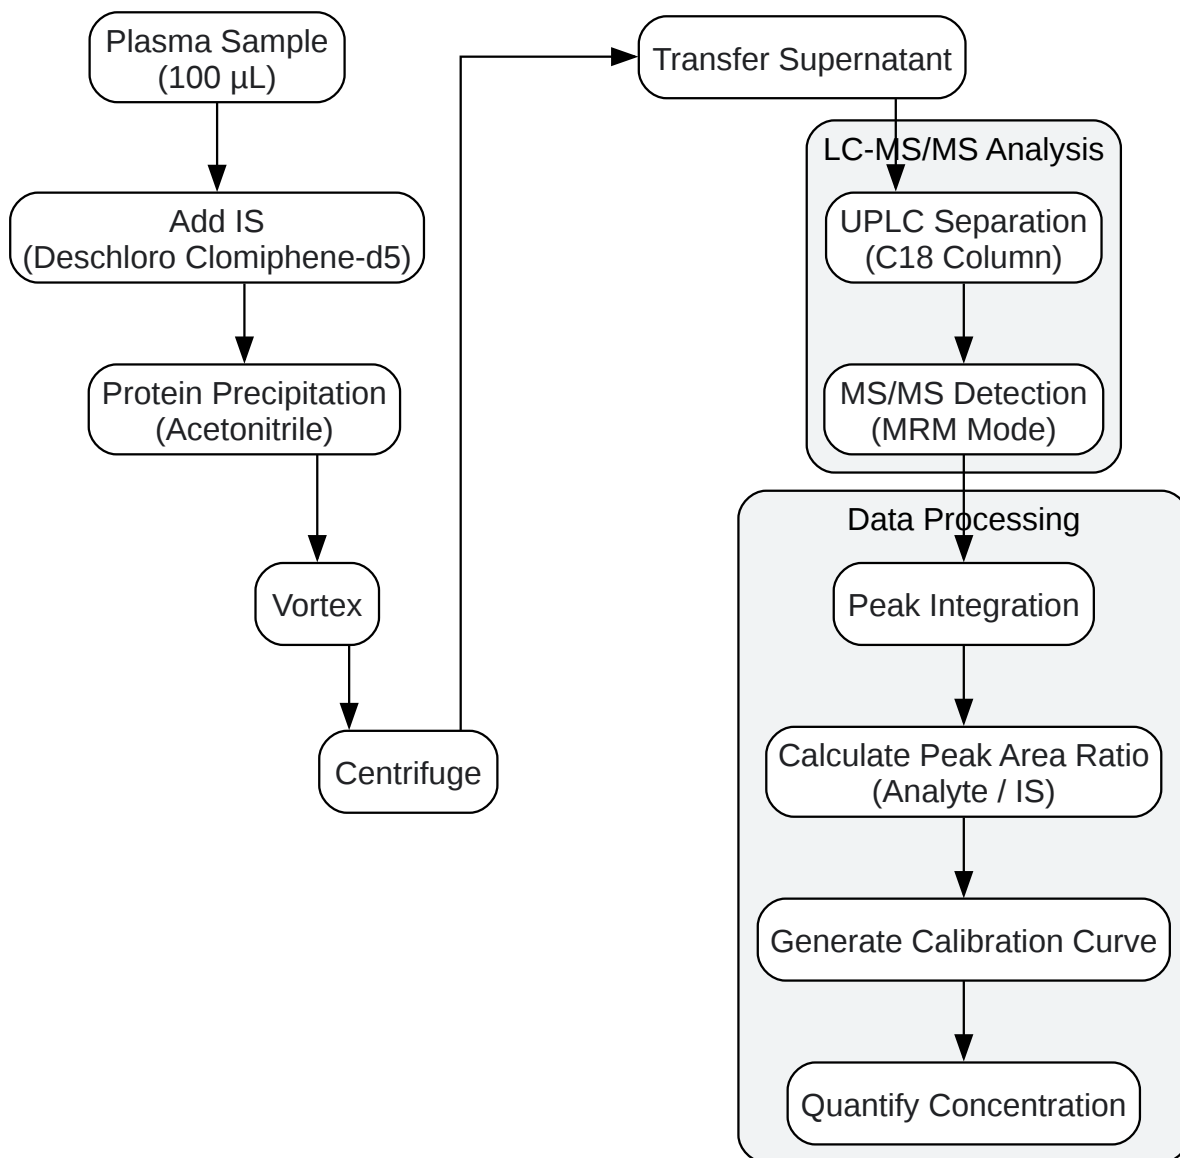 Plasma Sample
(100 µL)
Add IS
(Deschloro Clomiphene-d5)
Protein Precipitation
(Acetonitrile)
Vortex
Centrifuge
Transfer Supernatant
LC-MS/MS Analysis
UPLC Separation
(C18 Column)
MS/MS Detection
(MRM Mode)
Data Processing
Peak Integration
Calculate Peak Area Ratio
(Analyte / IS)
Generate Calibration Curve
Quantify Concentration